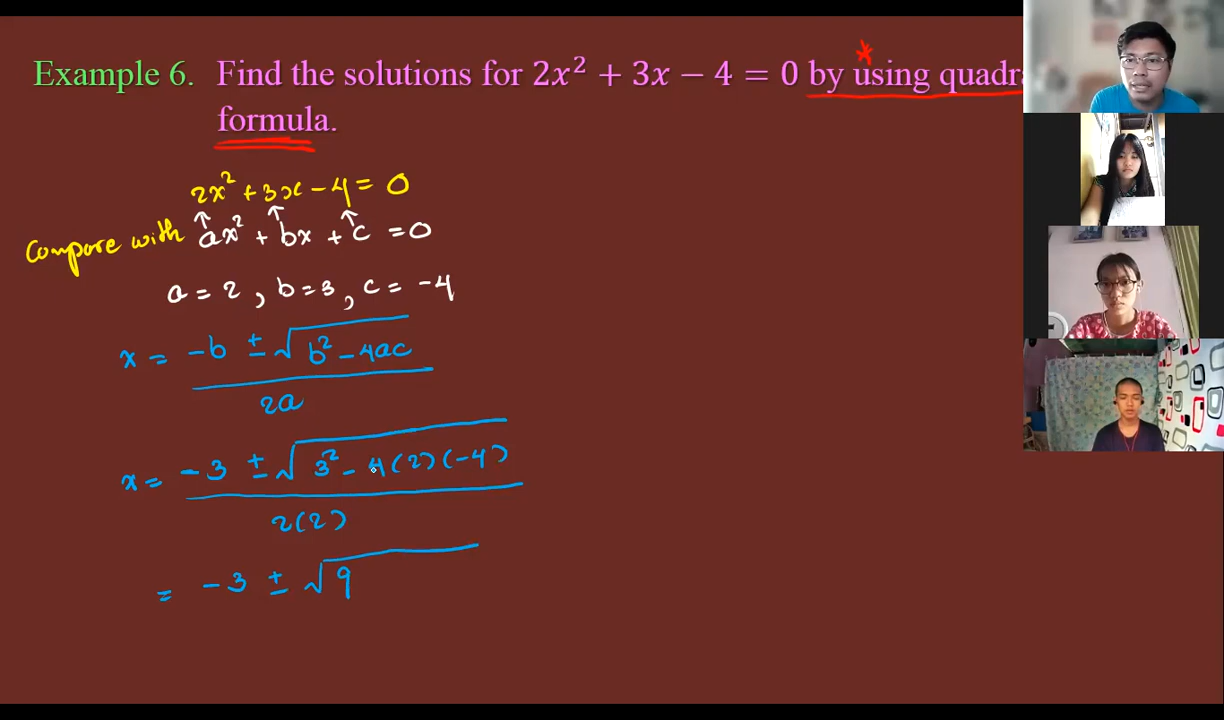 Example 6. Find the solutions for 2x² + 3x − 4 = 0 by using quadr
formula.
*
2x² + 3x − 4 = 0
Compare with ax² + bx + c = 0
a = 2 , b = 3 , c = -4
x = -b ± √(b² - 4ac)
2a
x = -3 ± √(3² - 4(2)(-4))
2(2)
= -3 ± √9